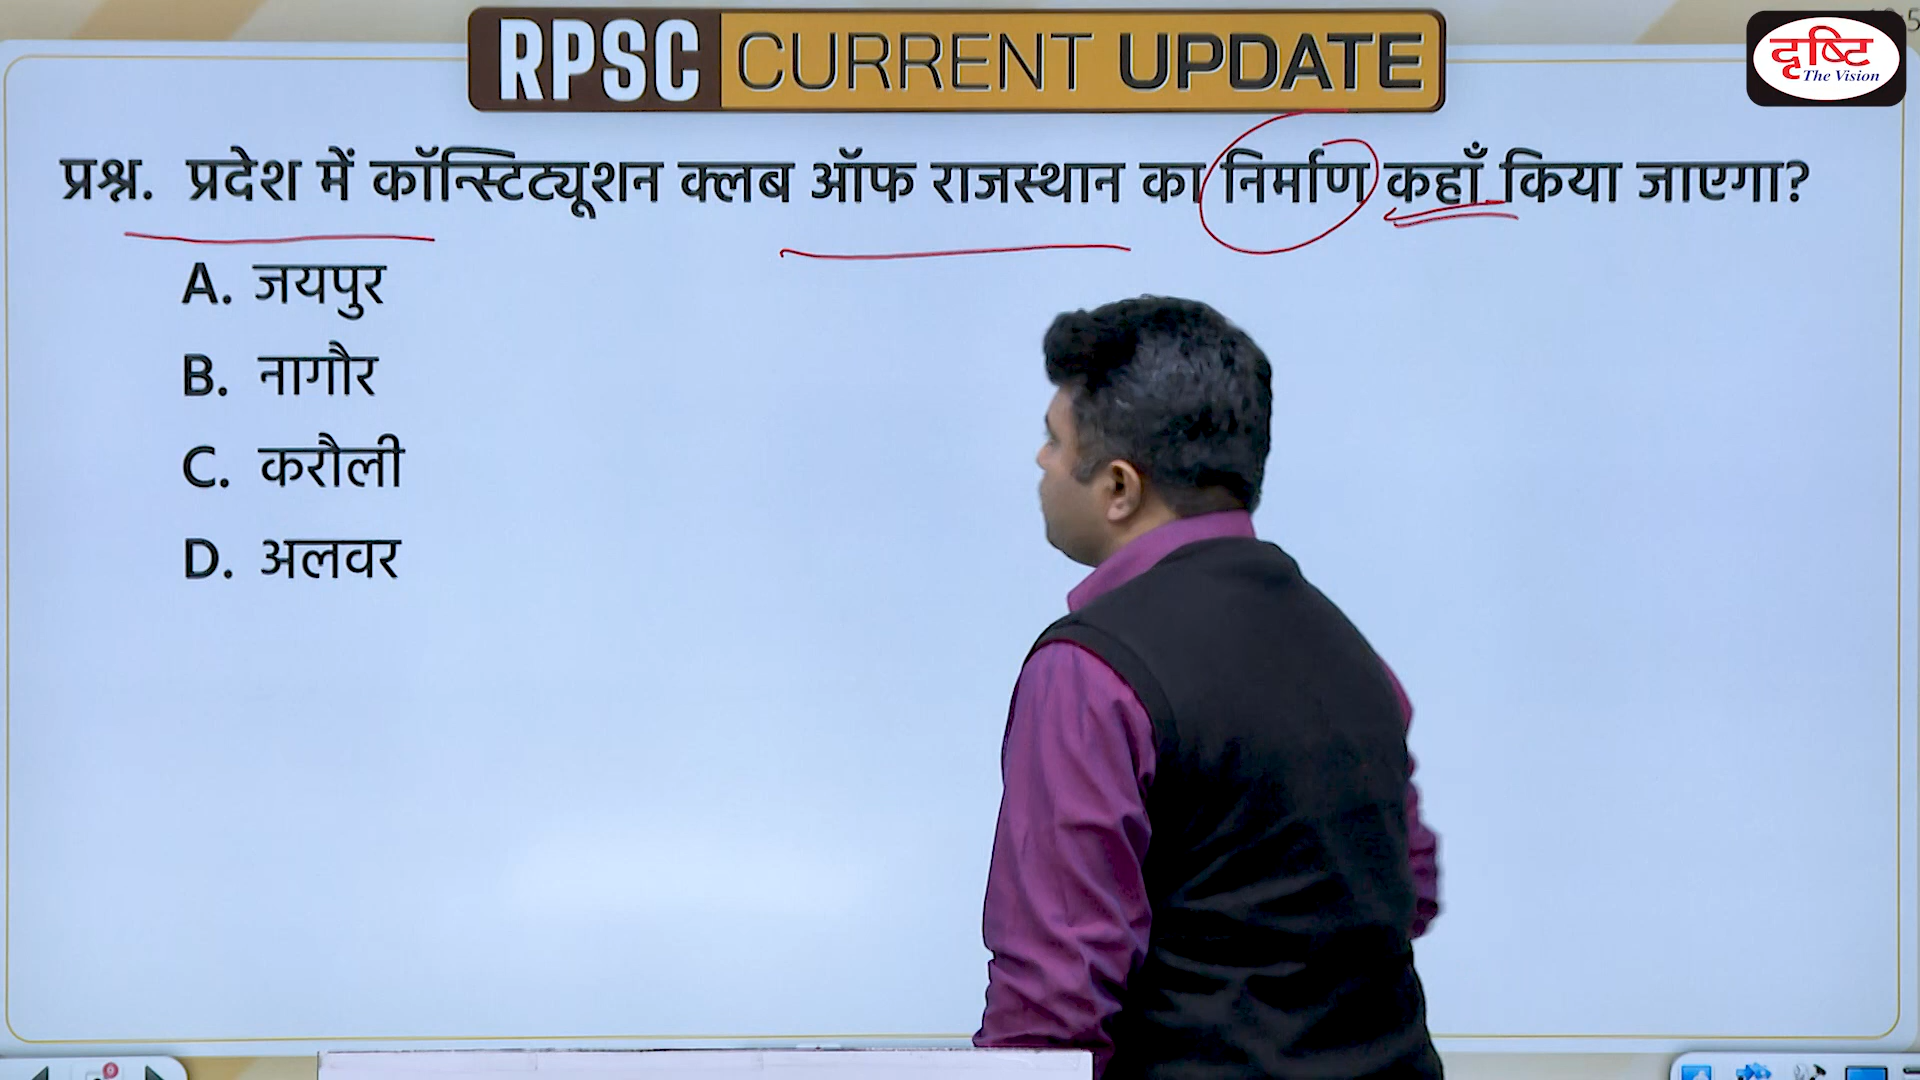 RPSC CURRENT UPDATE
दृष्टि
The Vision
प्रश्न. प्रदेश में कॉन्स्टिट्यूशन क्लब ऑफ राजस्थान का निर्माण कहाँ किया जाएगा?
A. जयपुर
B. नागौर
C. करौली
D. अलवर